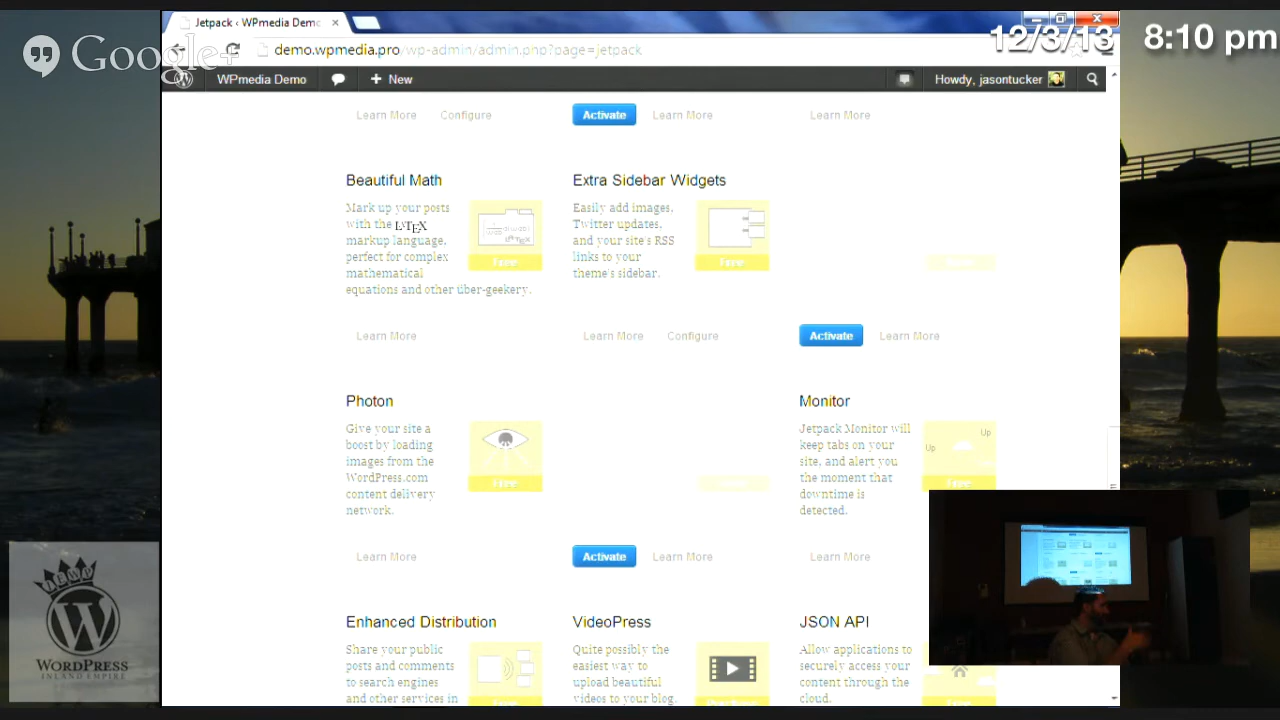 Jetpack ‹ WPmedia Demo
Google+
demo.wpmedia.pro/wp-admin/admin.php?page=jetpack
12/3/13 8:10 pm
WPmedia Demo
New
Howdy, jasontucker
Learn More Configure
Activate Learn More
Learn More
Beautiful Math
Mark up your posts
with the LATEX
markup language,
perfect for complex
mathematical
equations and other über-geekery.
Free
Extra Sidebar Widgets
Easily add images,
Twitter updates,
and your site's RSS
links to your
theme's sidebar.
Free
Learn More
Learn More Configure
Activate Learn More
Photon
Give your site a
boost by loading
images from the
WordPress.com
content delivery
network.
Free
Monitor
Jetpack Monitor will
keep tabs on your
site, and alert you
the moment that
downtime is
detected.
Up
Up
Free
Learn More
Activate Learn More
Learn More
Enhanced Distribution
Share your public
posts and comments
to search engines
and other services in
VideoPress
Quite possibly the
easiest way to
upload beautiful
videos to your blog.
JSON API
Allow applications to
securely access your
content through the
cloud.
IEMP
WORDPRESS
INLAND EMPIRE